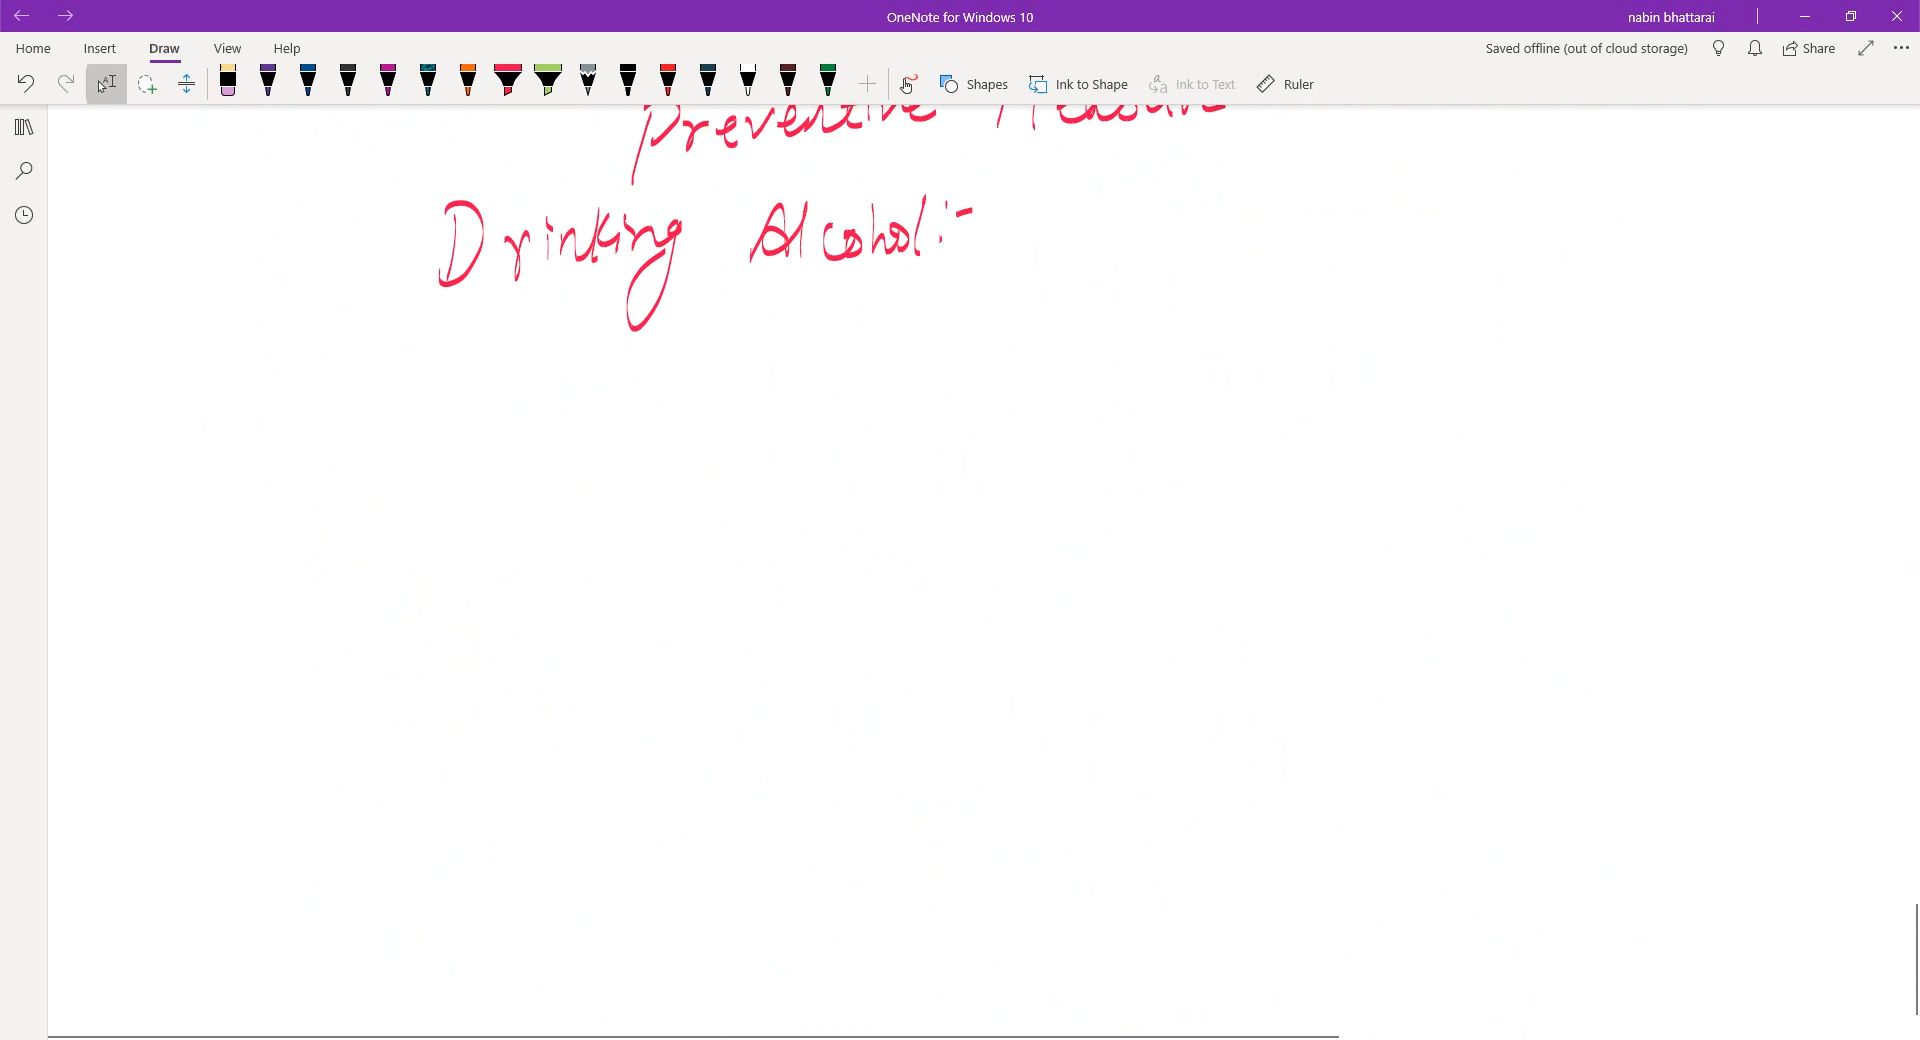 OneNote for Windows 10
nabin bhattarai
Home Insert Draw View Help
Saved offline (out of cloud storage)
Share
Shapes
Ink to Shape
Ink to Text
Ruler
Preventive Measure
Drinking Alcohol :-